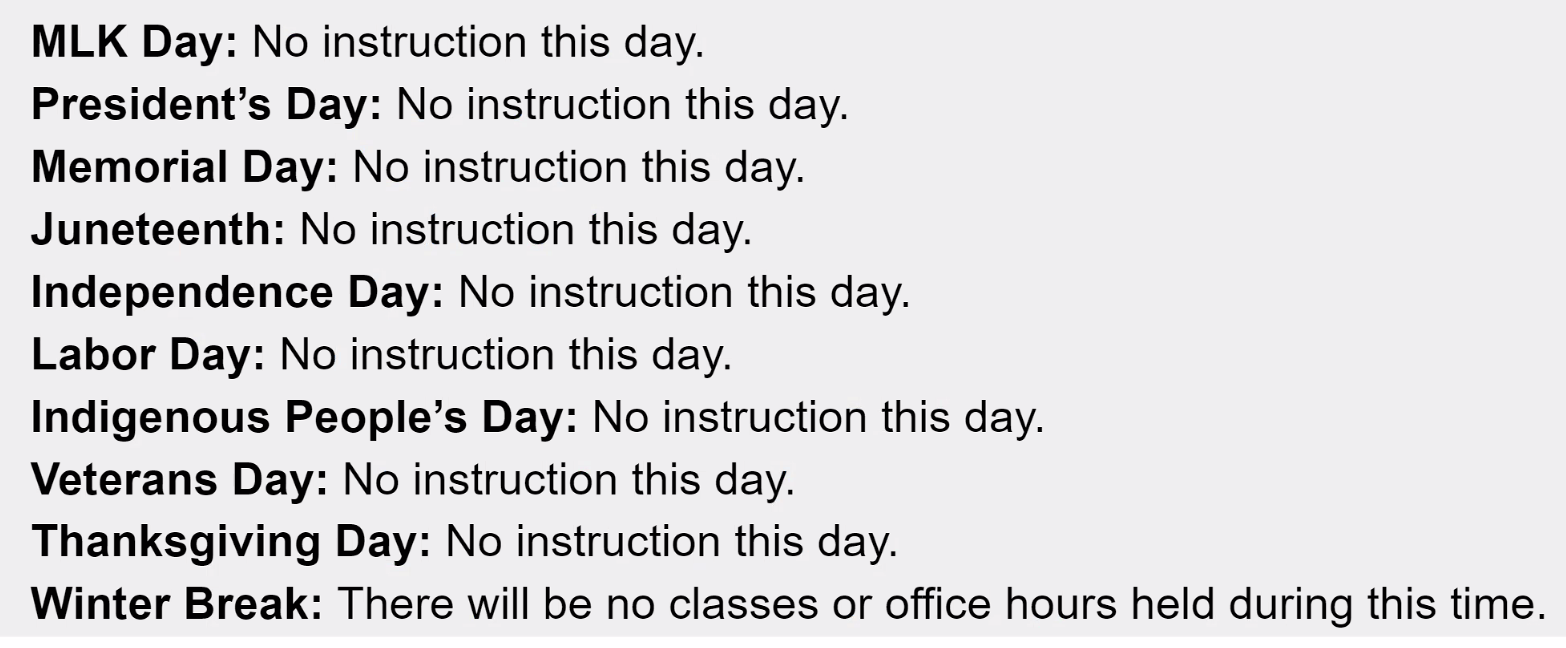 MLK Day: No instruction this day.
President’s Day: No instruction this day.
Memorial Day: No instruction this day.
Juneteenth: No instruction this day.
Independence Day: No instruction this day.
Labor Day: No instruction this day.
Indigenous People’s Day: No instruction this day.
Veterans Day: No instruction this day.
Thanksgiving Day: No instruction this day.
Winter Break: There will be no classes or office hours held during this time.